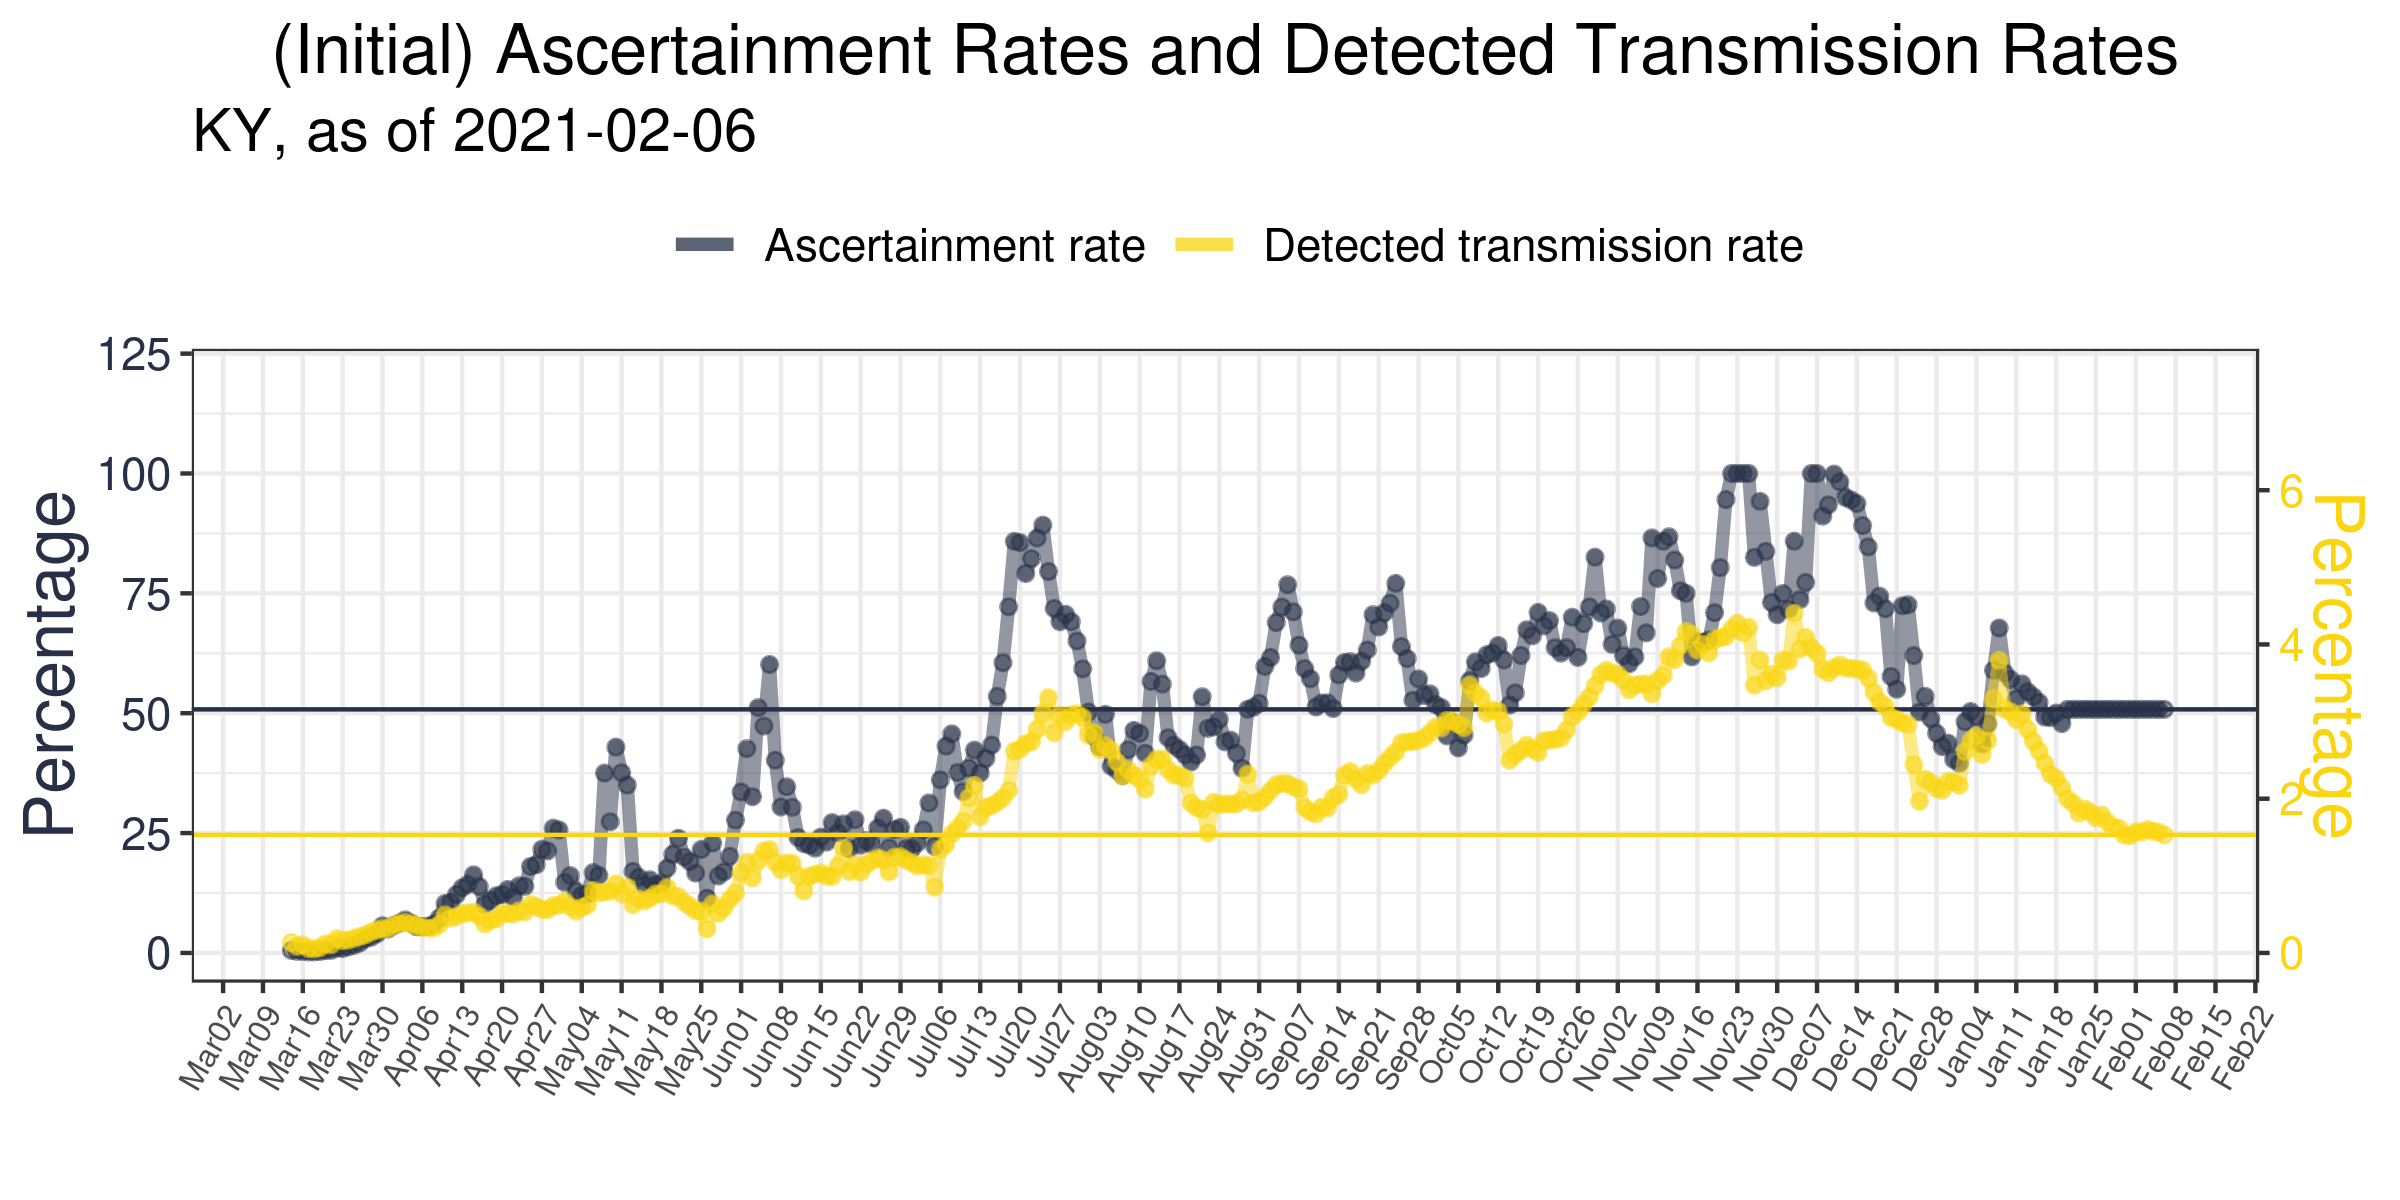 (Initial) Ascertainment Rates and Detected Transmission Rates
KY, as of 2021-02-06
Ascertainment rate Detected transmission rate
Percentage
125
100
75
50
25
0
6
4
2
0
Percentage
Mar02 Mar09 Mar16 Mar23 Mar30 Apr06 Apr13 Apr20 Apr27 May04 May11 May18 May25 Jun01 Jun08 Jun15 Jun22 Jun29 Jul06 Jul13 Jul20 Jul27 Aug03 Aug10 Aug17 Aug24 Aug31 Sep07 Sep14 Sep21 Sep28 Oct05 Oct12 Oct19 Oct26 Nov02 Nov09 Nov16 Nov23 Nov30 Dec07 Dec14 Dec21 Dec28 Jan04 Jan11 Jan18 Jan25 Feb01 Feb08 Feb15 Feb22